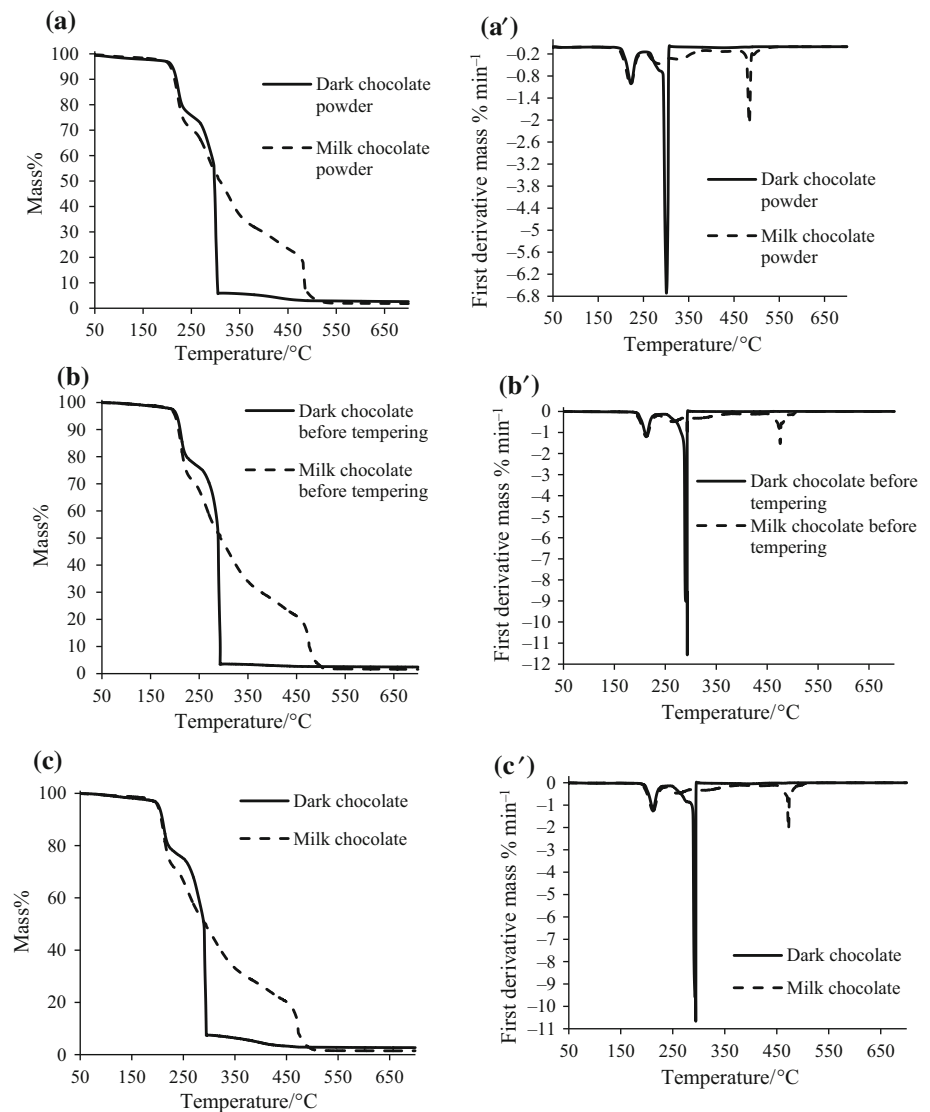 (a)
100
90
80
70
60
50
40
30
20
10
0
Mass%
50 150 250 350 450 550 650
Temperature/°C
Dark chocolate
powder
Milk chocolate
powder
(a′)
–0.2
–0.8
–1.4
–2
–2.6
–3.2
–3.8
–4.4
–5
–5.6
–6.2
–6.8
First derivative mass % min⁻¹
50 150 250 350 450 550 650
Temperature/°C
Dark chocolate
powder
Milk chocolate
powder
(b)
100
90
80
70
60
50
40
30
20
10
0
Mass%
50 150 250 350 450 550 650
Temperature/°C
Dark chocolate
before tempering
Milk chocolate
before tempering
(b′)
0
–1
–2
–3
–4
–5
–6
–7
–8
–9
–10
–11
–12
First derivative mass % min⁻¹
50 150 250 350 450 550 650
Temperature/°C
Dark chocolate before
tempering
Milk chocolate before
tempering
(c)
100
80
60
40
20
0
Mass%
50 150 250 350 450 550 650
Temperature/°C
Dark chocolate
Milk chocolate
(c′)
0
–1
–2
–3
–4
–5
–6
–7
–8
–9
–10
–11
First derivative mass % min⁻¹
50 150 250 350 450 550 650
Temperature/°C
Dark chocolate
Milk chocolate